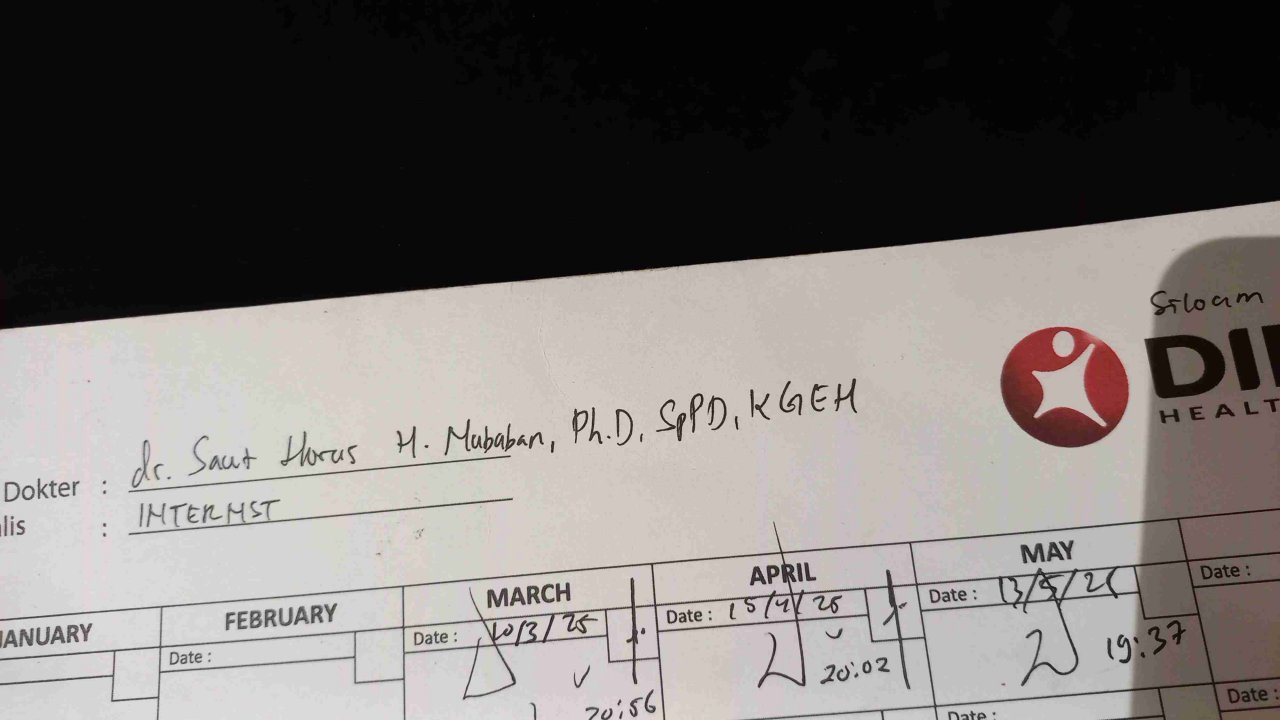 Siloam
DI
HEALT
Dokter : dr. Saut Horas H. Nababan, Ph.D, SpPD, KGEH
lis : INTERNIST
ANUARY FEBRUARY MARCH APRIL MAY
Date : Date : 10/3/25 Date : 15/4/25 Date : 13/5/25 Date :
20:56 20:02 19:37
Date : Date :